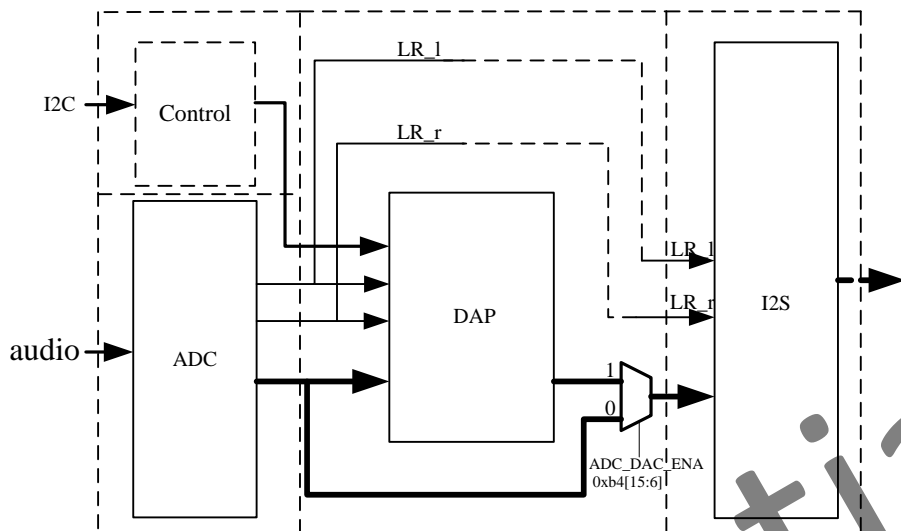 LR_l
I2C
Control
LR_r
LR_l
DAP
LR_r
I2S
audio
ADC
1
0
ADC_DAC_ENA
0xb4[15:6]